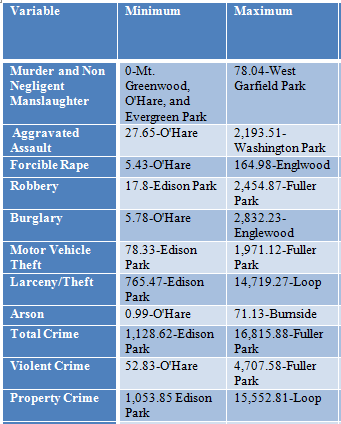 Variable Minimum Maximum
Murder and Non 0-Mt. 78.04-West
Negligent Greenwood, Garfield Park
Manslaughter O'Hare, and
Evergreen Park
Aggravated 27.65-O'Hare 2,193.51-
Assault Washington Park
Forcible Rape 5.43-O'Hare 164.98-Englwood
Robbery 17.8-Edison Park 2,454.87-Fuller
Park
Burglary 5.78-O'Hare 2,832.23-
Englewood
Motor Vehicle 78.33-Edison 1,971.12-Fuller
Theft Park Park
Larceny/Theft 765.47-Edison 14,719.27-Loop
Park
Arson 0.99-O'Hare 71.13-Burnside
Total Crime 1,128.62-Edison 16,815.88-Fuller
Park Park
Violent Crime 52.83-O'Hare 4,707.58-Fuller
Park
Property Crime 1,053.85 Edison 15,552.81-Loop
Park